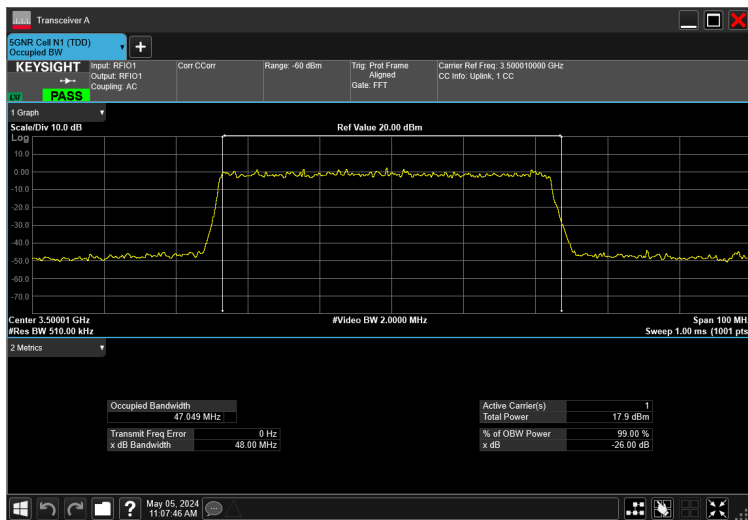 Transceiver A
5GNR Cell N1 (TDD)
Occupied BW
+
KEYSIGHT
Input: RFIO1
Output: RFIO1
Coupling: AC
Corr CCorr
Range: -60 dBm
Trig: Prot Frame
Aligned
Gate: FFT
Carrier Ref Freq: 3.500010000 GHz
CC Info: Uplink, 1 CC
LXI
PASS
1 Graph
Scale/Div 10.0 dB
Ref Value 20.00 dBm
Log
10.0
0.00
-10.0
-20.0
-30.0
-40.0
-50.0
-60.0
-70.0
Center 3.50001 GHz
#Video BW 2.0000 MHz
Span 100 MH
#Res BW 510.00 kHz
Sweep 1.00 ms (1001 pts
2 Metrics
Occupied Bandwidth
47.049 MHz
Transmit Freq Error 0 Hz
x dB Bandwidth 48.00 MHz
Active Carrier(s) 1
Total Power 17.9 dBm
% of OBW Power 99.00 %
x dB -26.00 dB
?
May 05, 2024
11:07:46 AM